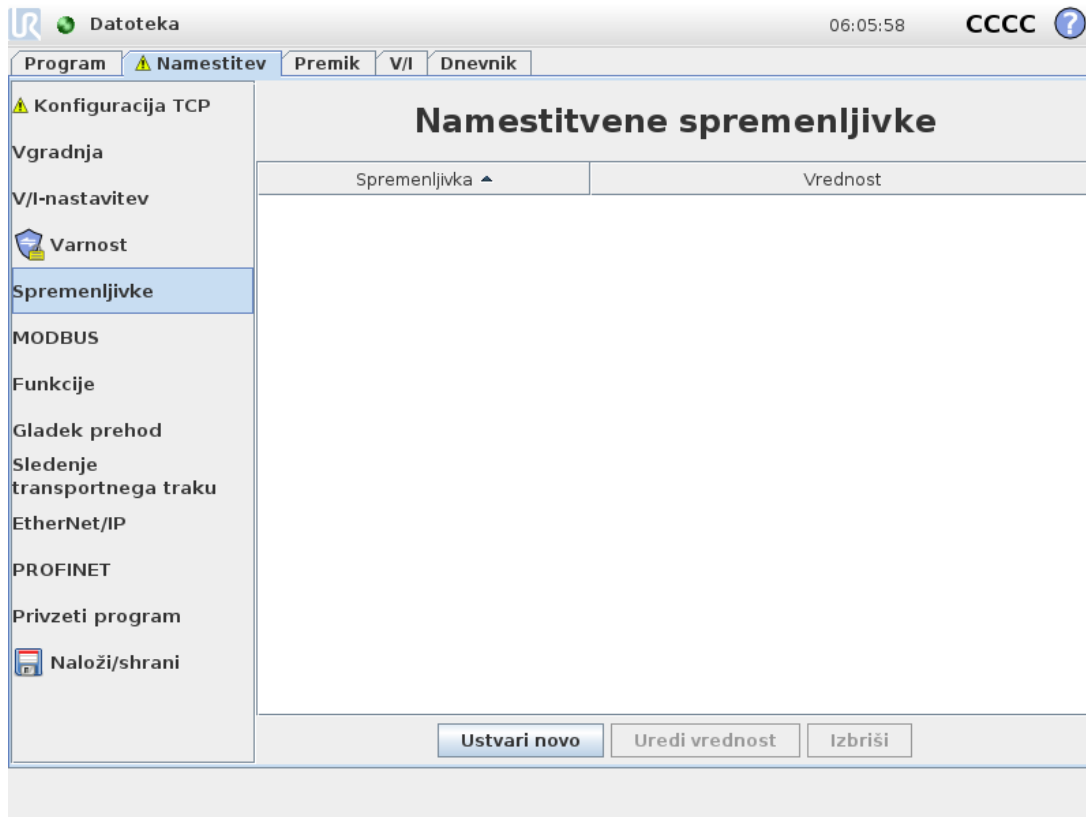 UR
Datoteka
06:05:58
CCCC
?
Program
Namestitev
Premik
V/I
Dnevnik
Konfiguracija TCP
Vgradnja
V/I-nastavitev
Varnost
Spremenljivke
MODBUS
Funkcije
Gladek prehod
Sledenje
transportnega traku
EtherNet/IP
PROFINET
Privzeti program
Naloži/shrani
Namestitvene spremenljivke
Spremenljivka
Vrednost
Ustvari novo
Uredi vrednost
Izbriši